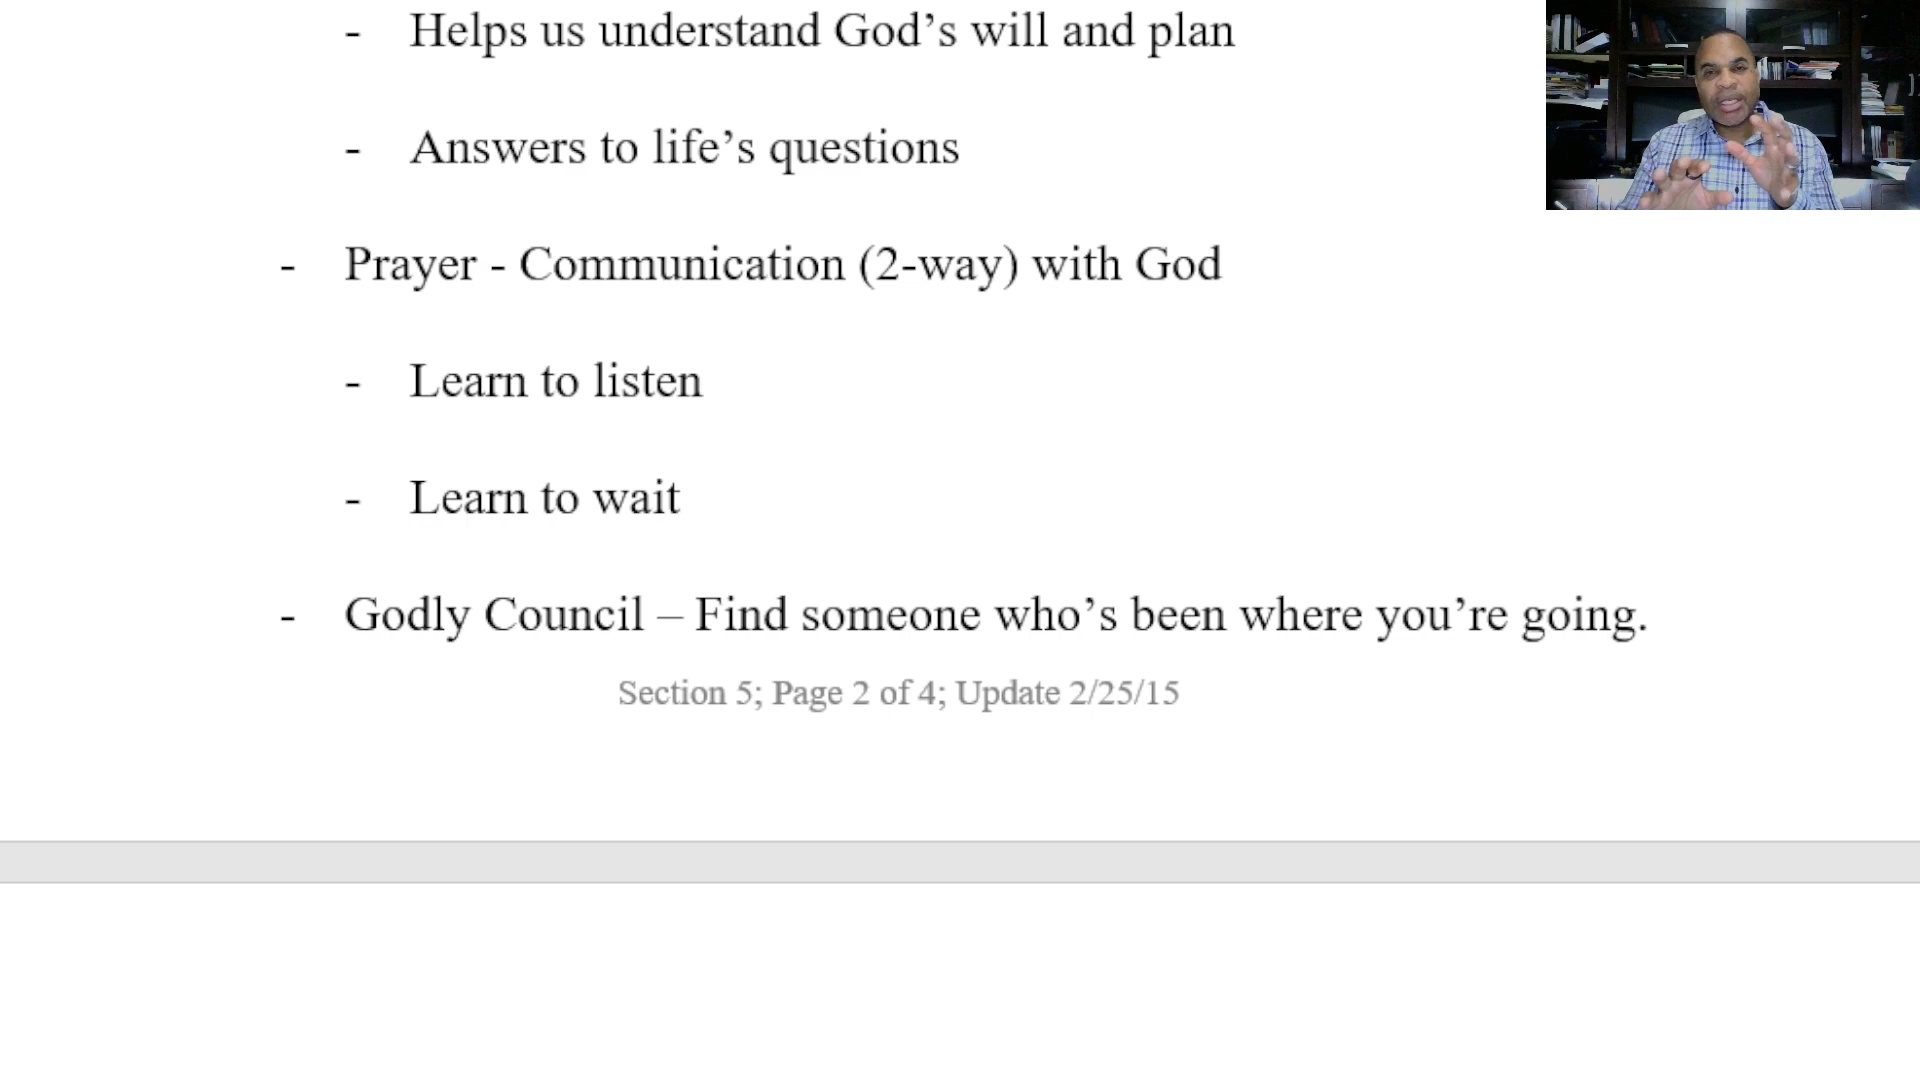 - Helps us understand God’s will and plan
- Answers to life’s questions
- Prayer - Communication (2-way) with God
- Learn to listen
- Learn to wait
- Godly Council – Find someone who’s been where you’re going.
Section 5; Page 2 of 4; Update 2/25/15